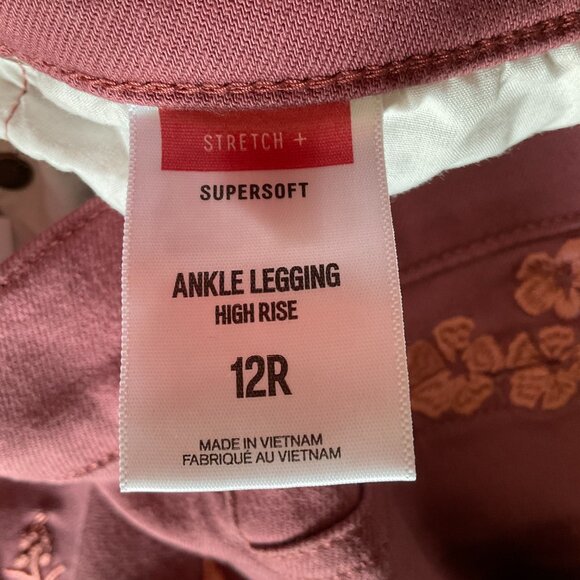 STRETCH +
SUPERSOFT
ANKLE LEGGING
HIGH RISE
12R
MADE IN VIETNAM
FABRIQUÉ AU VIETNAM